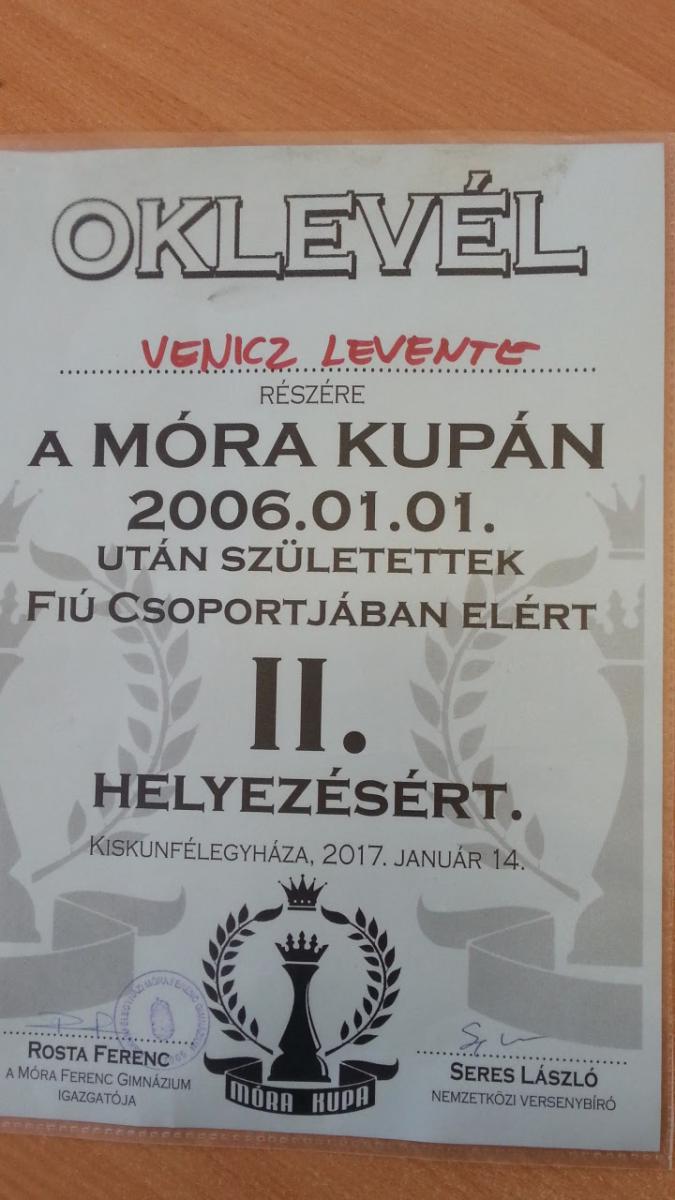 OKLEVÉL
VENICZ LEVENTE
RÉSZÉRE
A MÓRA KUPÁN
2006.01.01.
UTÁN SZÜLETETTEK
FIÚ CSOPORTJÁBAN ELÉRT
II.
HELYEZÉSÉRT.
KISKUNFÉLEGYHÁZA, 2017. JANUÁR 14.
ROSTA FERENC
A MÓRA FERENC GIMNÁZIUM
IGAZGATÓJA
MÓRA KUPA
SERES LÁSZLÓ
NEMZETKÖZI VERSENYBÍRÓ